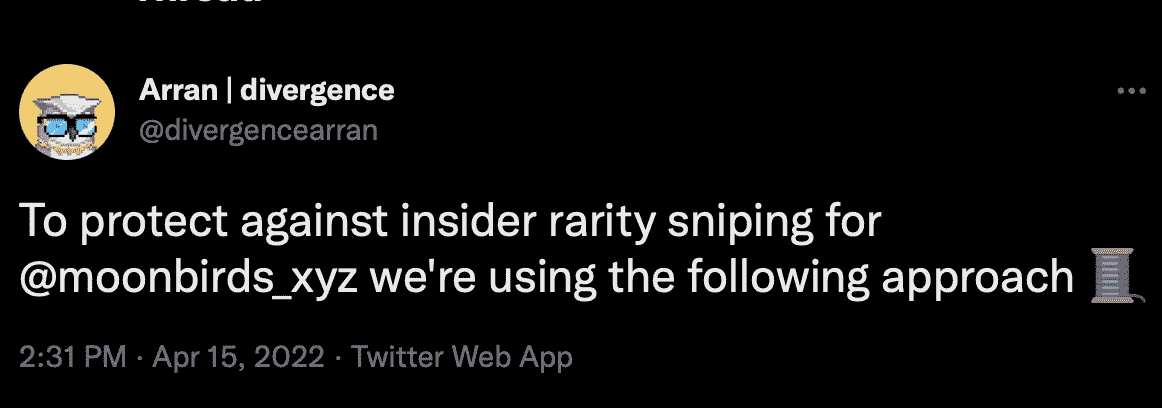 Arran | divergence
@divergencearran
To protect against insider rarity sniping for
@moonbirds_xyz we're using the following approach 🧵
2:31 PM · Apr 15, 2022 · Twitter Web App